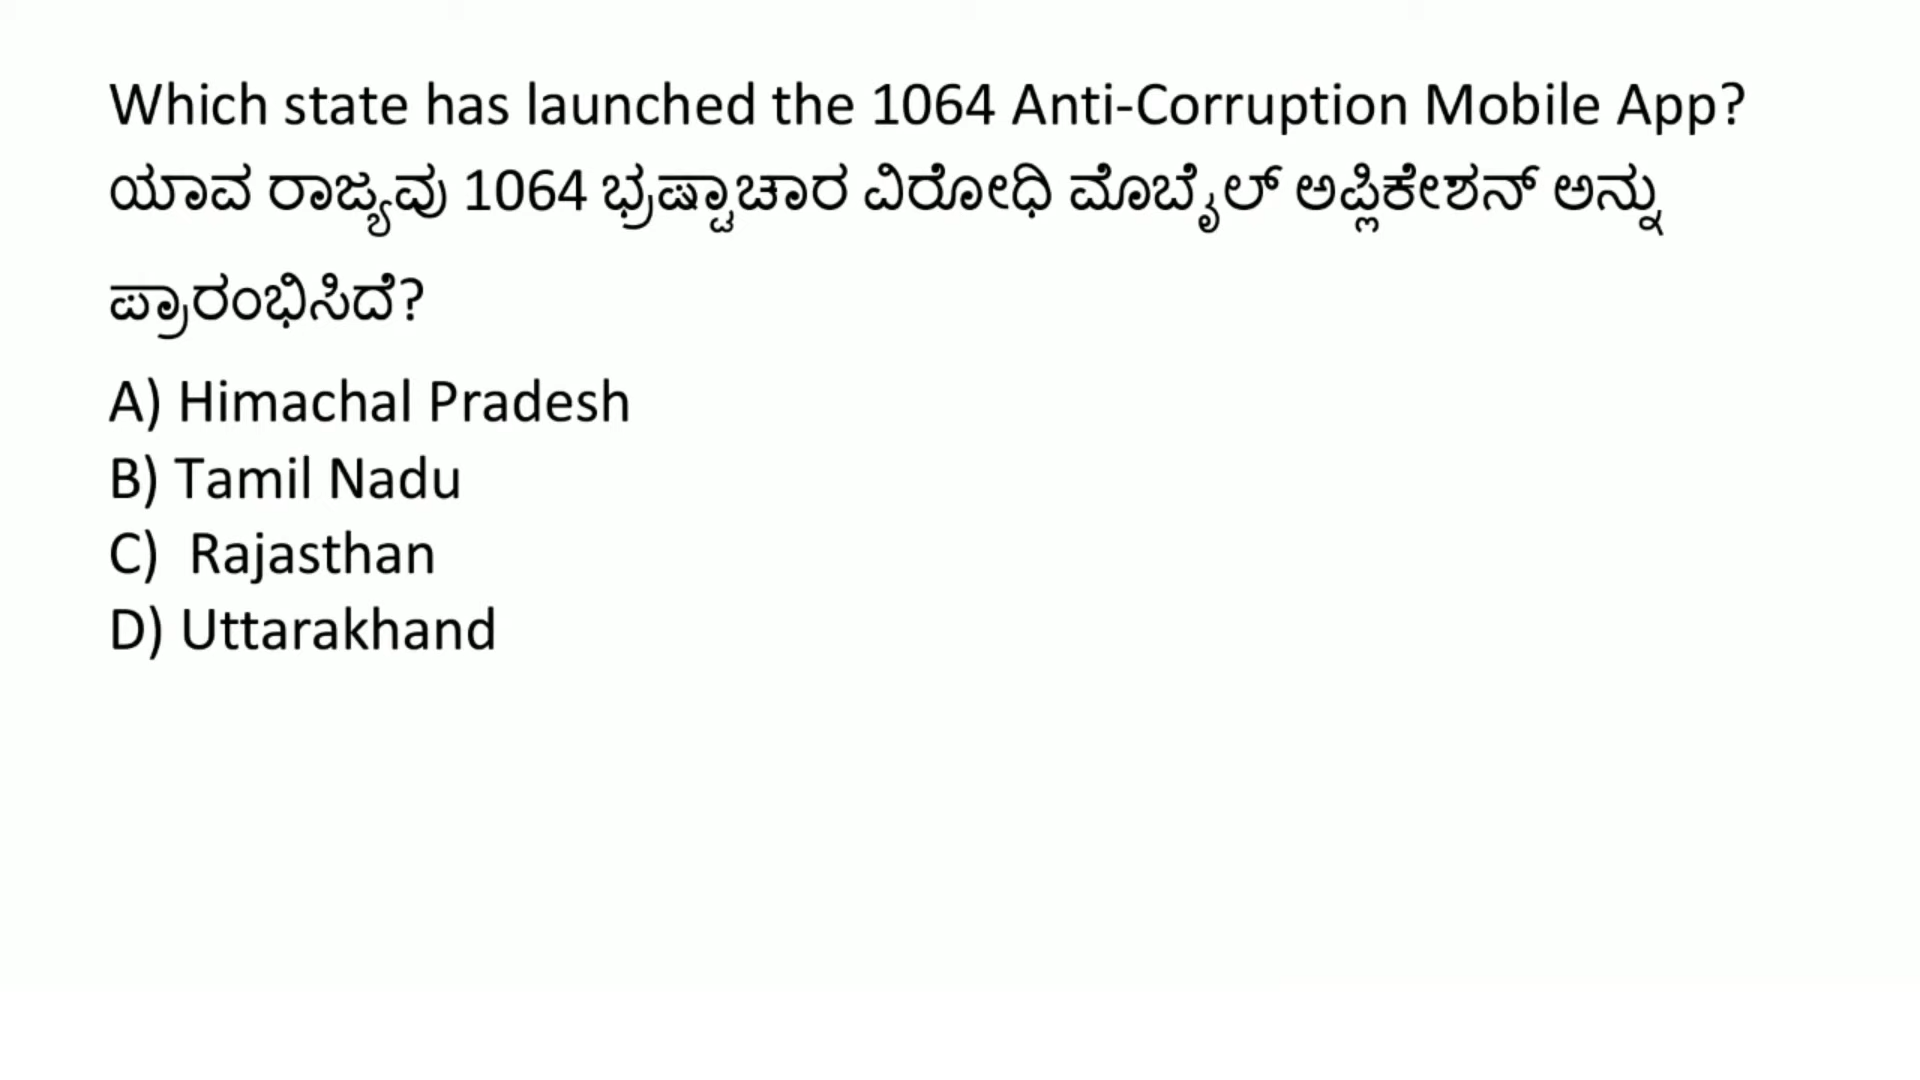 Which state has launched the 1064 Anti-Corruption Mobile App?
ಯಾವ ರಾಜ್ಯವು 1064 ಭ್ರಷ್ಟಾಚಾರ ವಿರೋಧಿ ಮೊಬೈಲ್ ಅಪ್ಲಿಕೇಶನ್ ಅನ್ನು
ಪ್ರಾರಂಭಿಸಿದೆ?
A) Himachal Pradesh
B) Tamil Nadu
C)  Rajasthan
D) Uttarakhand